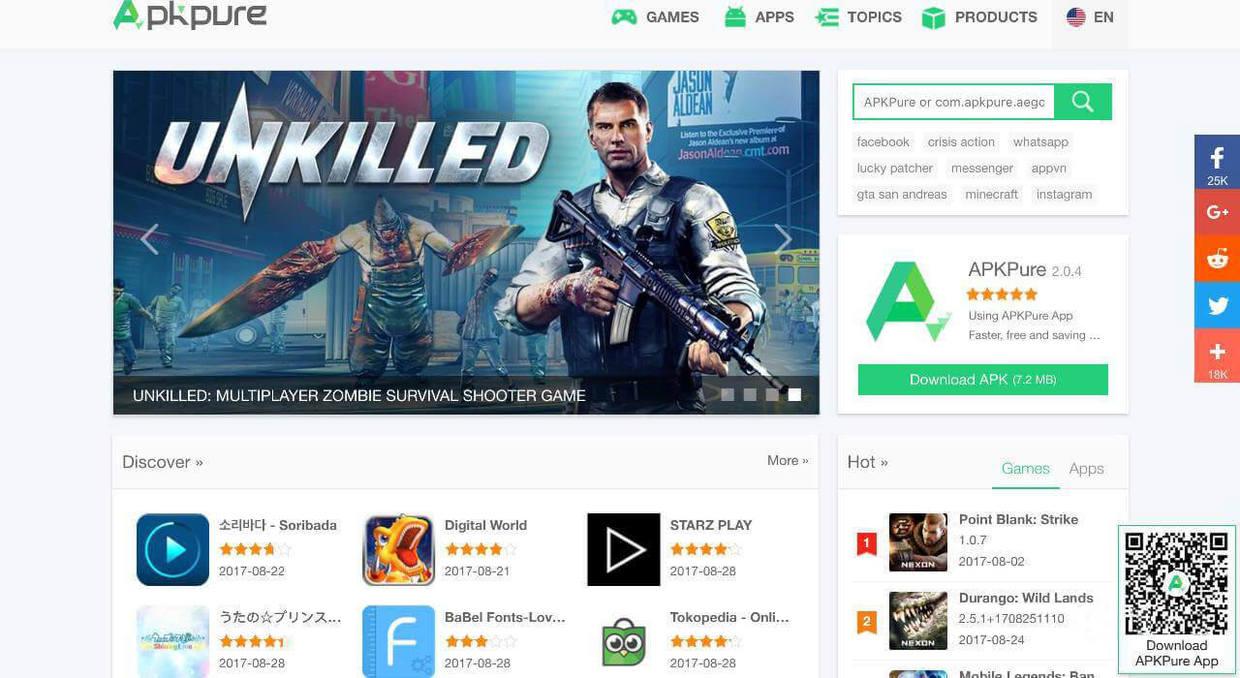 Apkpure
GAMES
APPS
TOPICS
PRODUCTS
EN
JASON
ALDEAN
Listen to the Exclusive Premiere of
Jason Aldean's new album at
JasonAldean.cmt.com
UNKILLED
UNKILLED: MULTIPLAYER ZOMBIE SURVIVAL SHOOTER GAME
APKPure or com.apkpure.aegc
facebook crisis action whatsapp
lucky patcher messenger appvn
gta san andreas minecraft instagram
APKPure 2.0.4
Using APKPure App
Faster, free and saving ...
Download APK (7.2 MB)
25K
G+
18K
Discover »
More »
소리바다 - Soribada
2017-08-22
Digital World
2017-08-21
STARZ PLAY
2017-08-28
うたの☆プリンス...
2017-08-28
BaBel Fonts-Lov...
2017-08-28
Tokopedia - Onli...
2017-08-28
Hot »
Games
Apps
1
NEXON
Point Blank: Strike
1.0.7
2017-08-02
2
NEXON
Durango: Wild Lands
2.5.1+1708251110
2017-08-24
Mobile Legends: Ban
Download
APKPure App